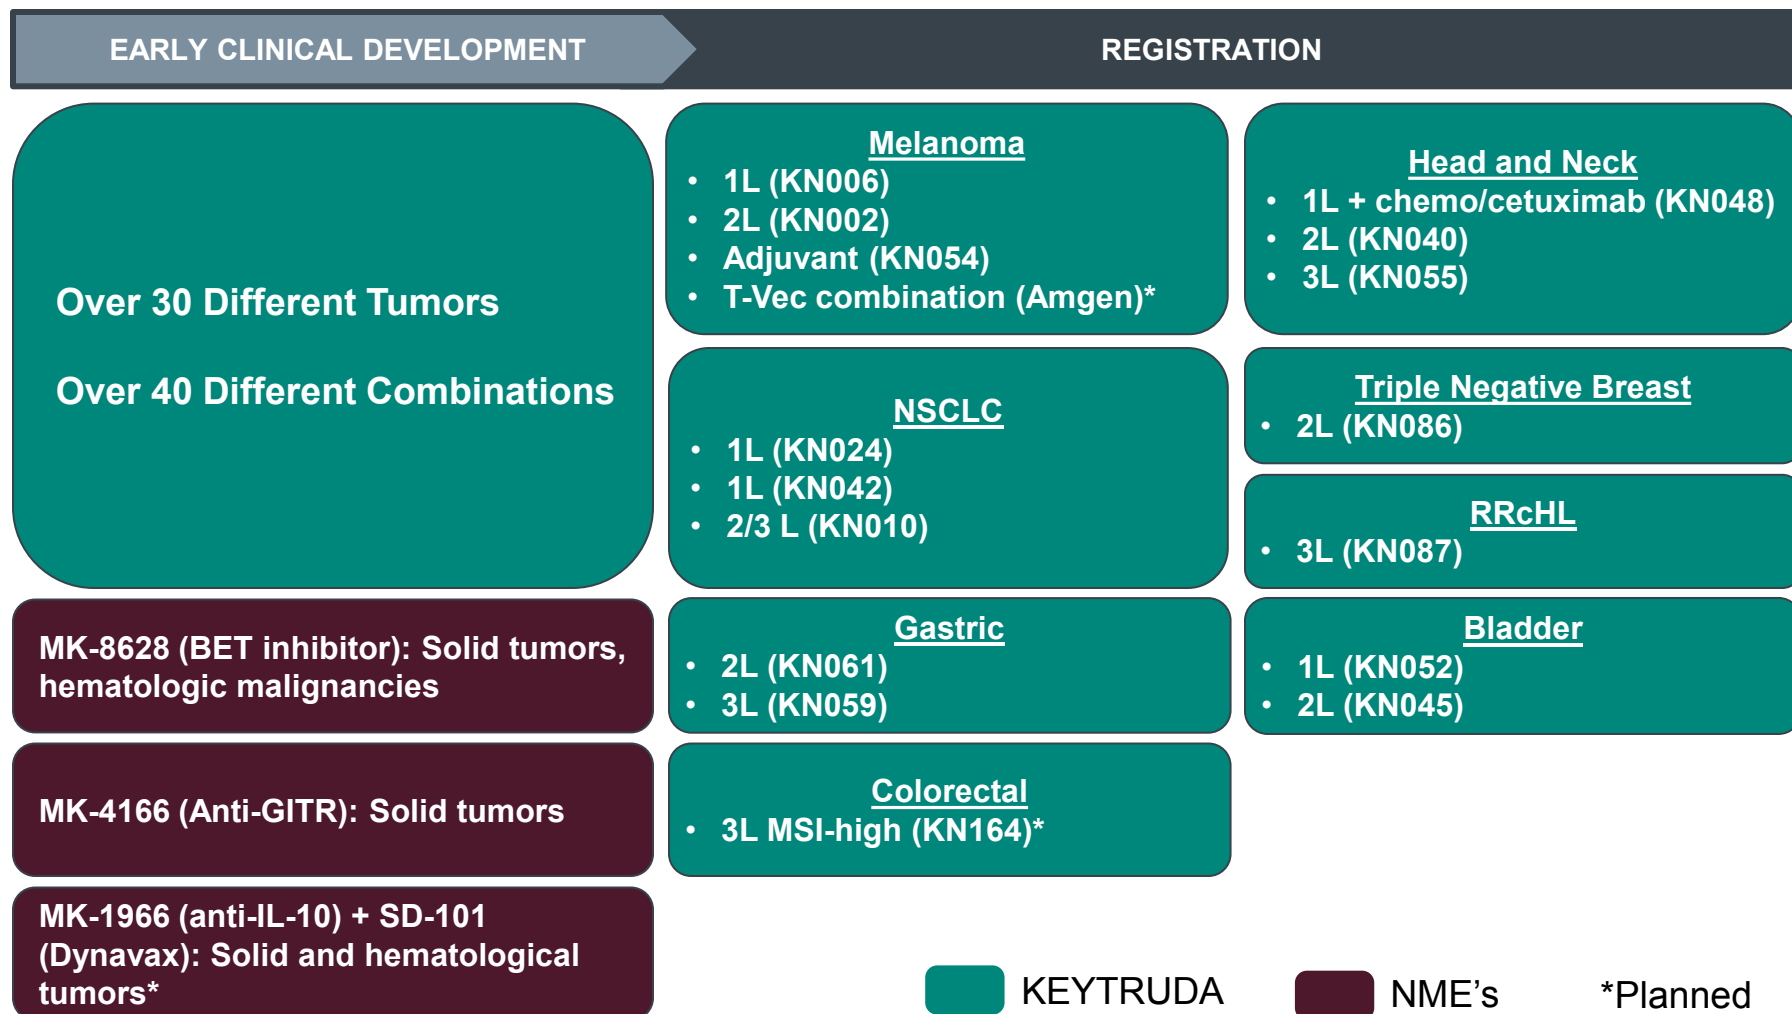 EARLY CLINICAL DEVELOPMENT
REGISTRATION
Over 30 Different Tumors
Over 40 Different Combinations
MK-8628 (BET inhibitor): Solid tumors,
hematologic malignancies
MK-4166 (Anti-GITR): Solid tumors
MK-1966 (anti-IL-10) + SD-101
(Dynavax): Solid and hematological
tumors*
Melanoma
• 1L (KN006)
• 2L (KN002)
• Adjuvant (KN054)
• T-Vec combination (Amgen)*
NSCLC
• 1L (KN024)
• 1L (KN042)
• 2/3 L (KN010)
Gastric
• 2L (KN061)
• 3L (KN059)
Colorectal
• 3L MSI-high (KN164)*
Head and Neck
• 1L + chemo/cetuximab (KN048)
• 2L (KN040)
• 3L (KN055)
Triple Negative Breast
• 2L (KN086)
RRcHL
• 3L (KN087)
Bladder
• 1L (KN052)
• 2L (KN045)
KEYTRUDA
NME's
*Planned